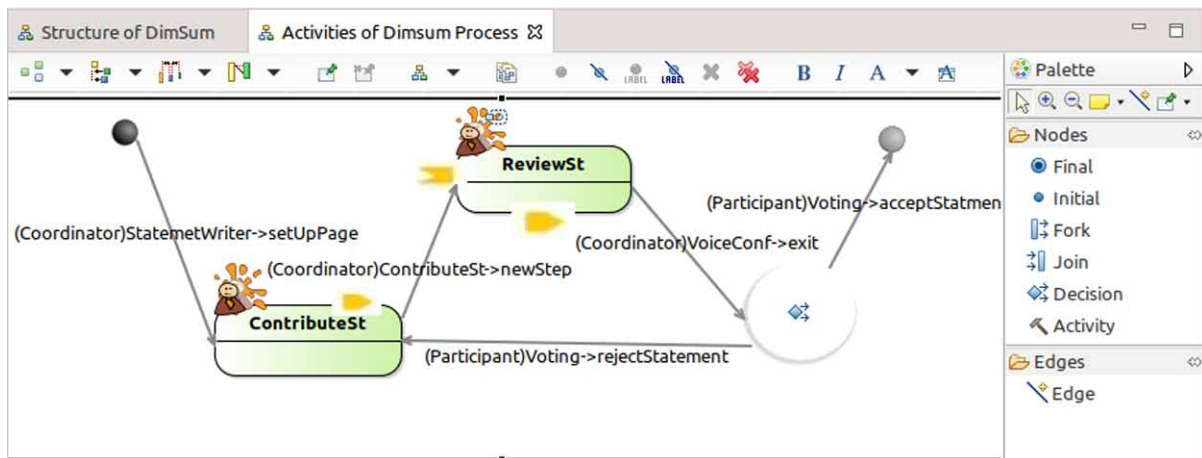 Structure of DimSum
Activities of Dimsum Process
LABEL LABEL B I A A
Palette
Nodes
Final
Initial
Fork
Join
Decision
Activity
Edges
Edge
ReviewSt
(Participant)Voting->acceptStatmen
(Coordinator)StatemetWriter->setUpPage
(Coordinator)VoiceConf->exit
(Coordinator)ContributeSt->newStep
ContributeSt
(Participant)Voting->rejectStatement